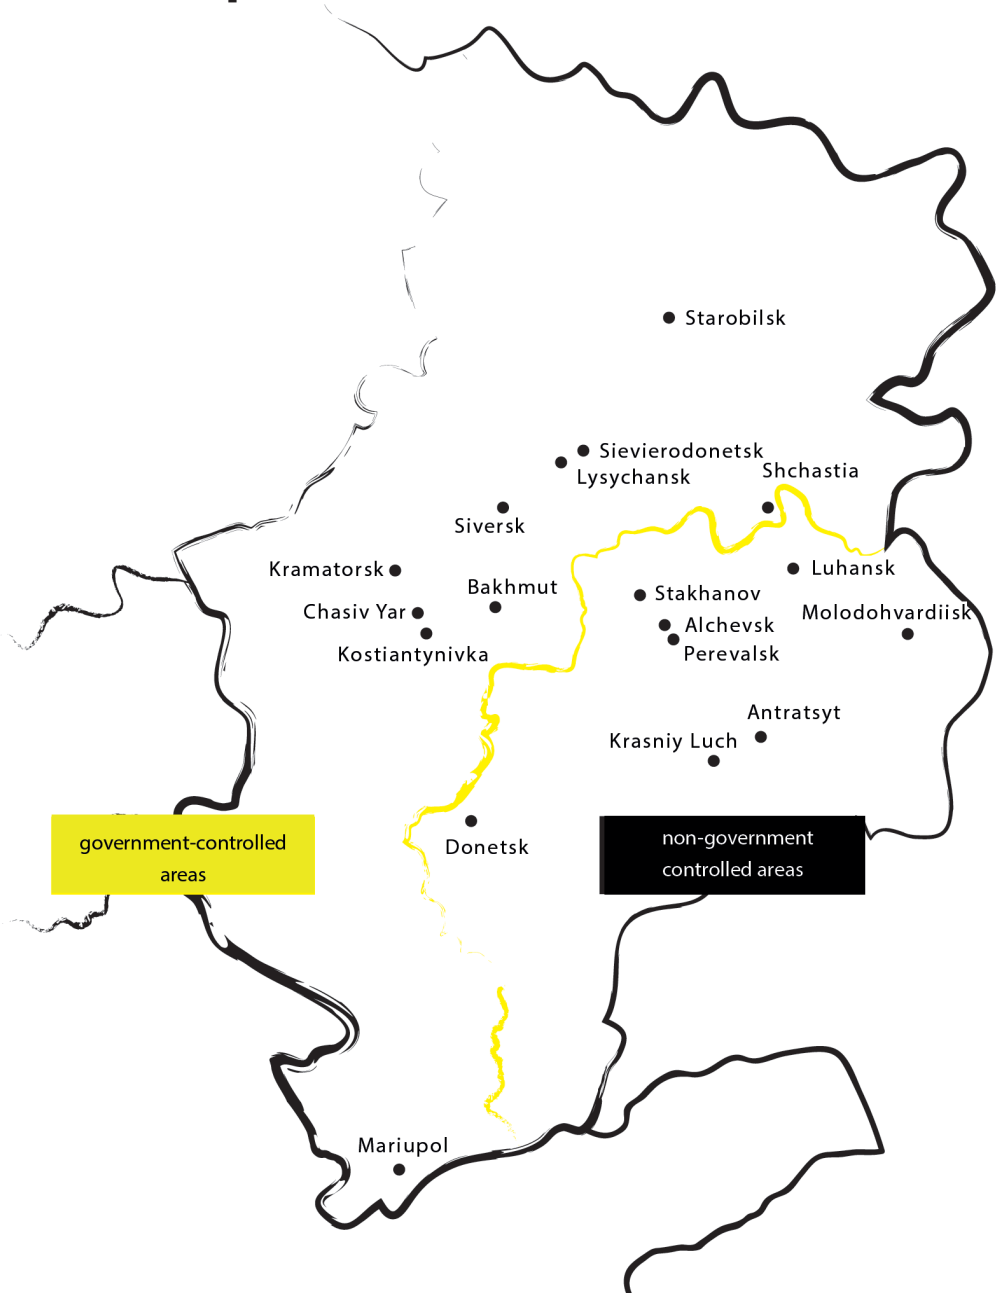 Starobilsk
Sievierodonetsk
Lysychansk
Shchastia
Siversk
Kramatorsk
Luhansk
Bakhmut
Stakhanov
Chasiv Yar
Molodohvardiisk
Alchevsk
Kostiantynivka
Perevalsk
Antratsyt
Krasniy Luch
government-controlled
areas
non-government
controlled areas
Donetsk
Mariupol